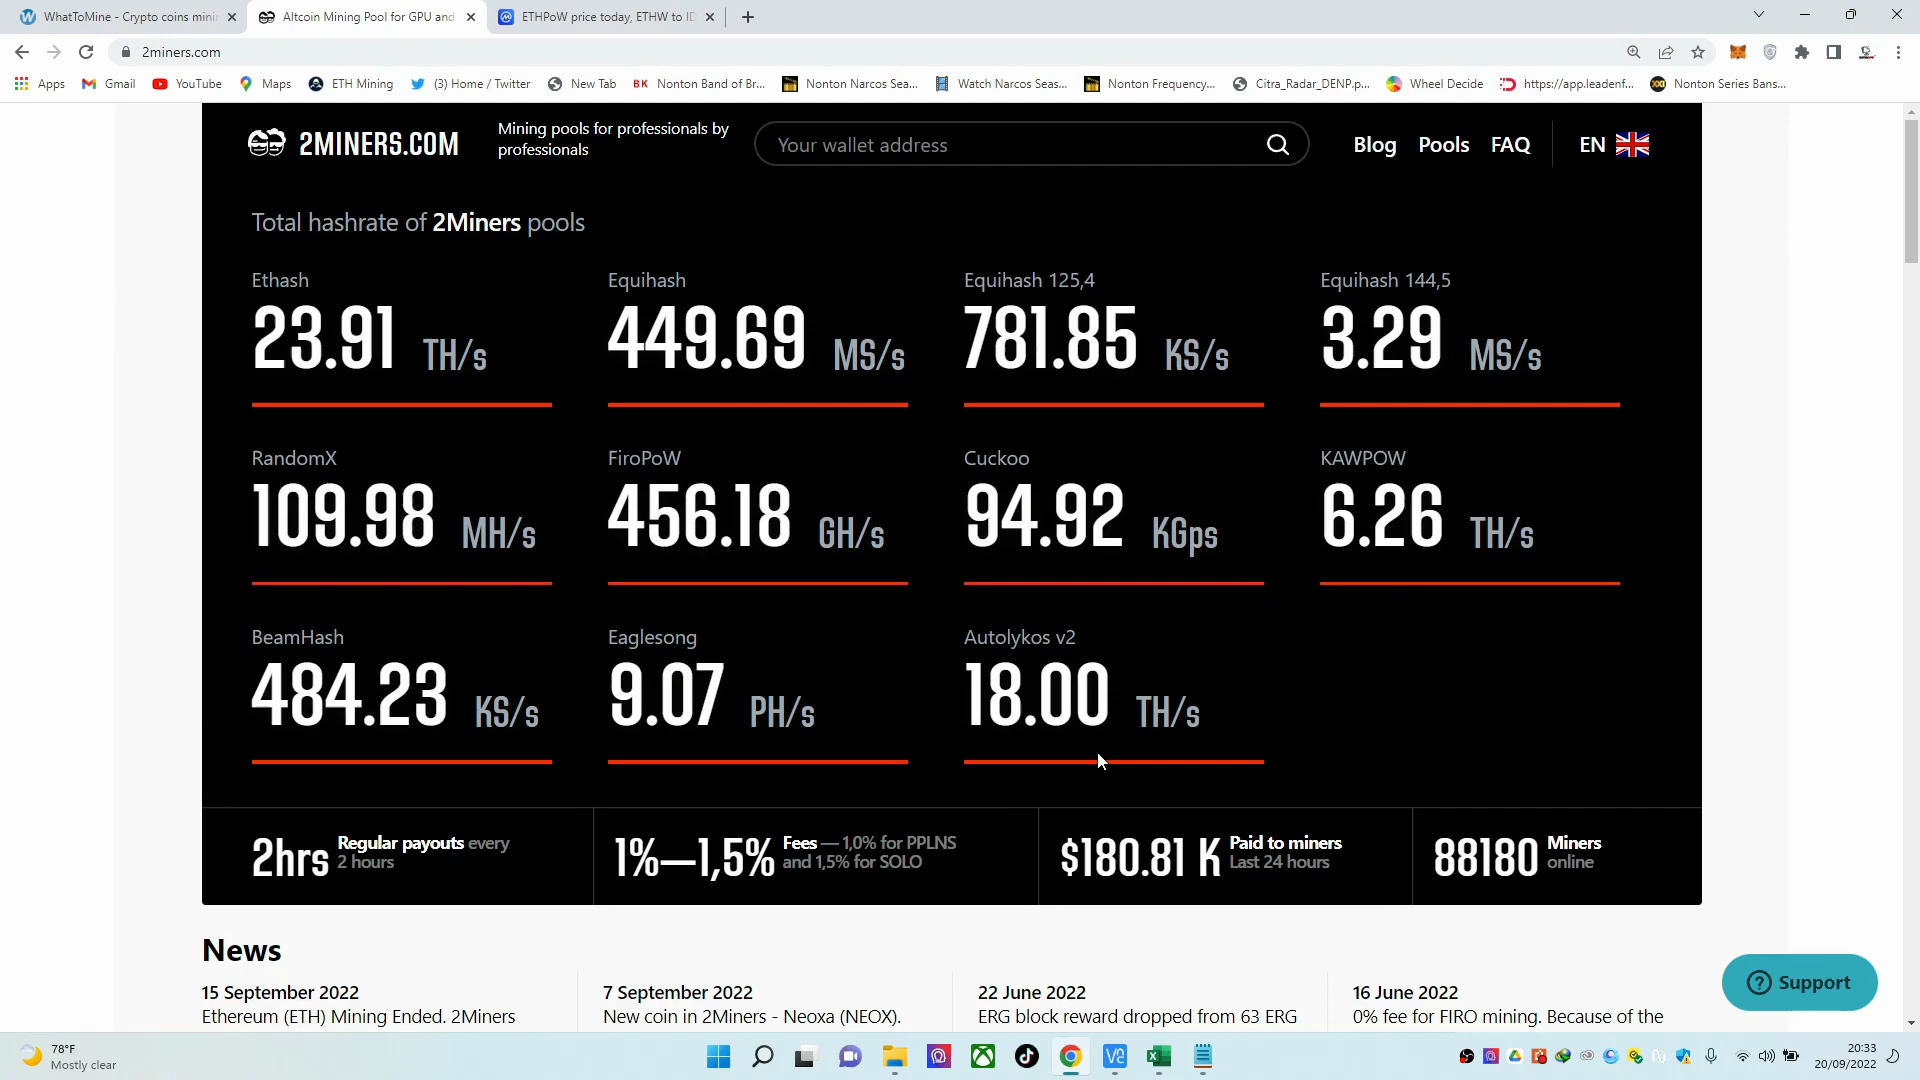 WhatToMine - Crypto coins mini
Altcoin Mining Pool for GPU and
ETHPoW price today, ETHW to ID
2miners.com
Apps
Gmail
YouTube
Maps
ETH Mining
(3) Home / Twitter
New Tab
BK Nonton Band of Br...
Nonton Narcos Sea...
Watch Narcos Seas...
Nonton Frequency...
Citra_Radar_DENP.p...
Wheel Decide
https://app.leadenf...
Nonton Series Bans...
2MINERS.COM
Mining pools for professionals by
professionals
Your wallet address
Blog
Pools
FAQ
EN
Total hashrate of 2Miners pools
Ethash
23.91 TH/s
Equihash
449.69 MS/s
Equihash 125,4
781.85 KS/s
Equihash 144,5
3.29 MS/s
RandomX
109.98 MH/s
FiroPoW
456.18 GH/s
Cuckoo
94.92 KGps
KAWPOW
6.26 TH/s
BeamHash
484.23 KS/s
Eaglesong
9.07 PH/s
Autolykos v2
18.00 TH/s
2hrs
Regular payouts every
2 hours
1%—1,5%
Fees — 1,0% for PPLNS
and 1,5% for SOLO
$180.81 K
Paid to miners
Last 24 hours
88180
Miners
online
News
15 September 2022
Ethereum (ETH) Mining Ended. 2Miners
7 September 2022
New coin in 2Miners - Neoxa (NEOX).
22 June 2022
ERG block reward dropped from 63 ERG
16 June 2022
0% fee for FIRO mining. Because of the
Support
78°F
Mostly clear
20:33
20/09/2022